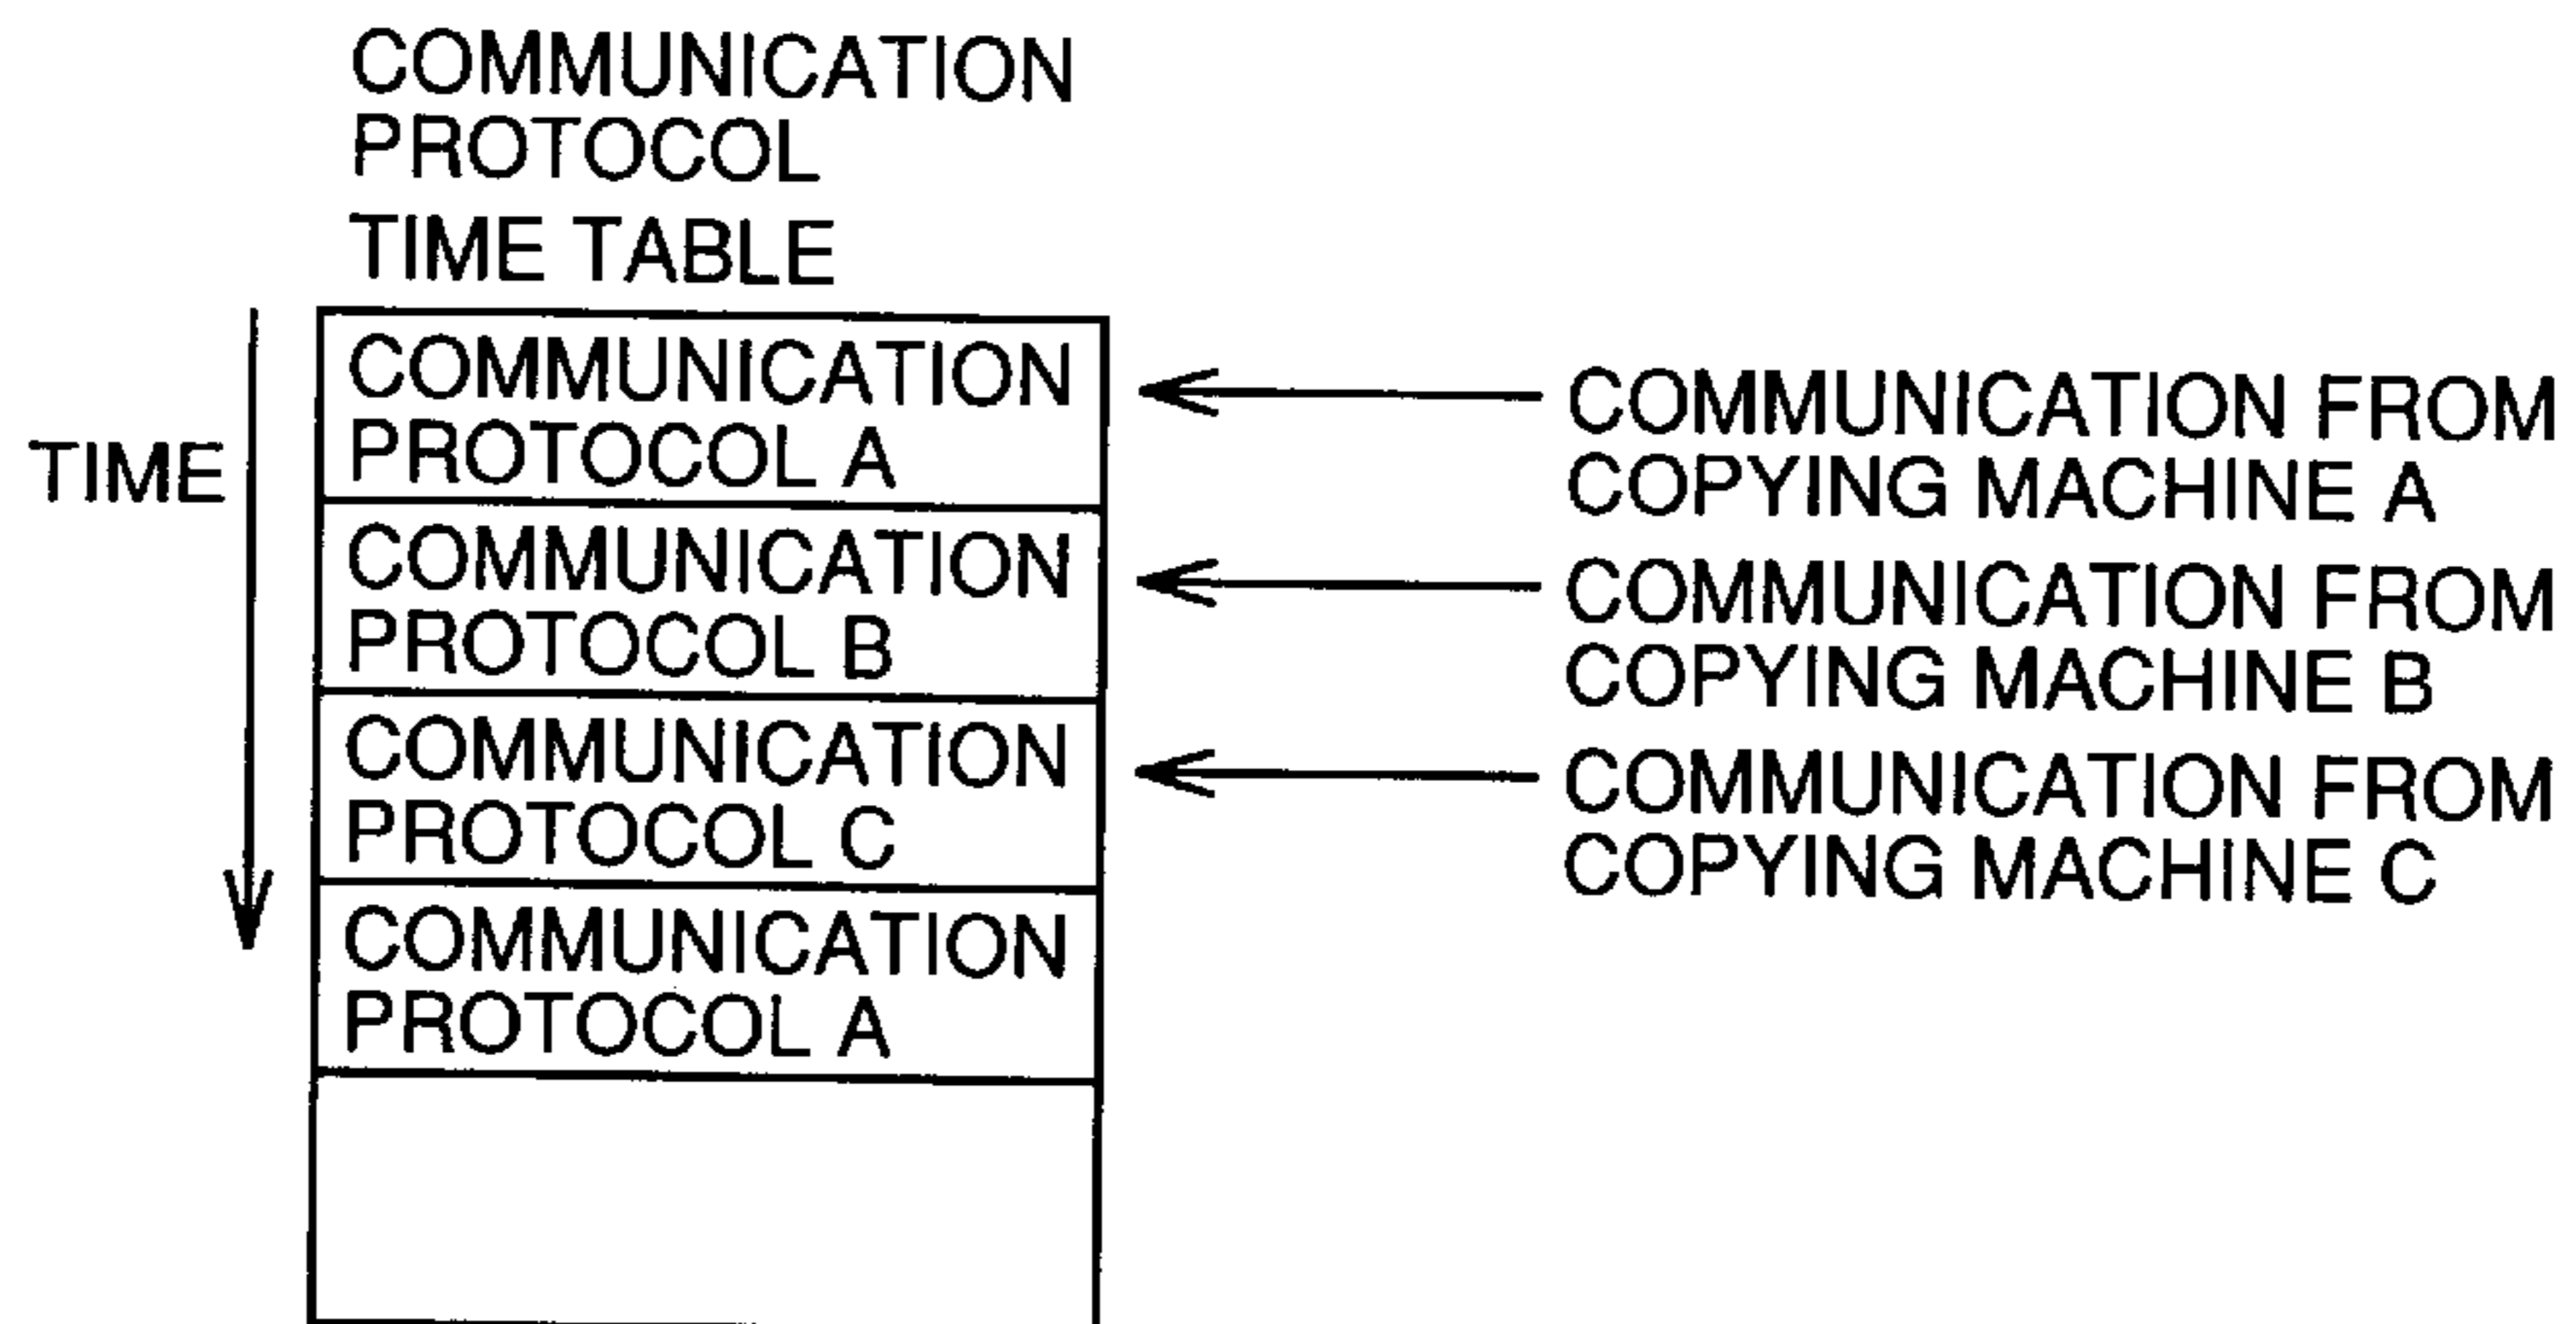 COMMUNICATION
PROTOCOL
TIME TABLE
TIME
COMMUNICATION
PROTOCOL A
COMMUNICATION
PROTOCOL B
COMMUNICATION
PROTOCOL C
COMMUNICATION
PROTOCOL A
COMMUNICATION FROM
COPYING MACHINE A
COMMUNICATION FROM
COPYING MACHINE B
COMMUNICATION FROM
COPYING MACHINE C